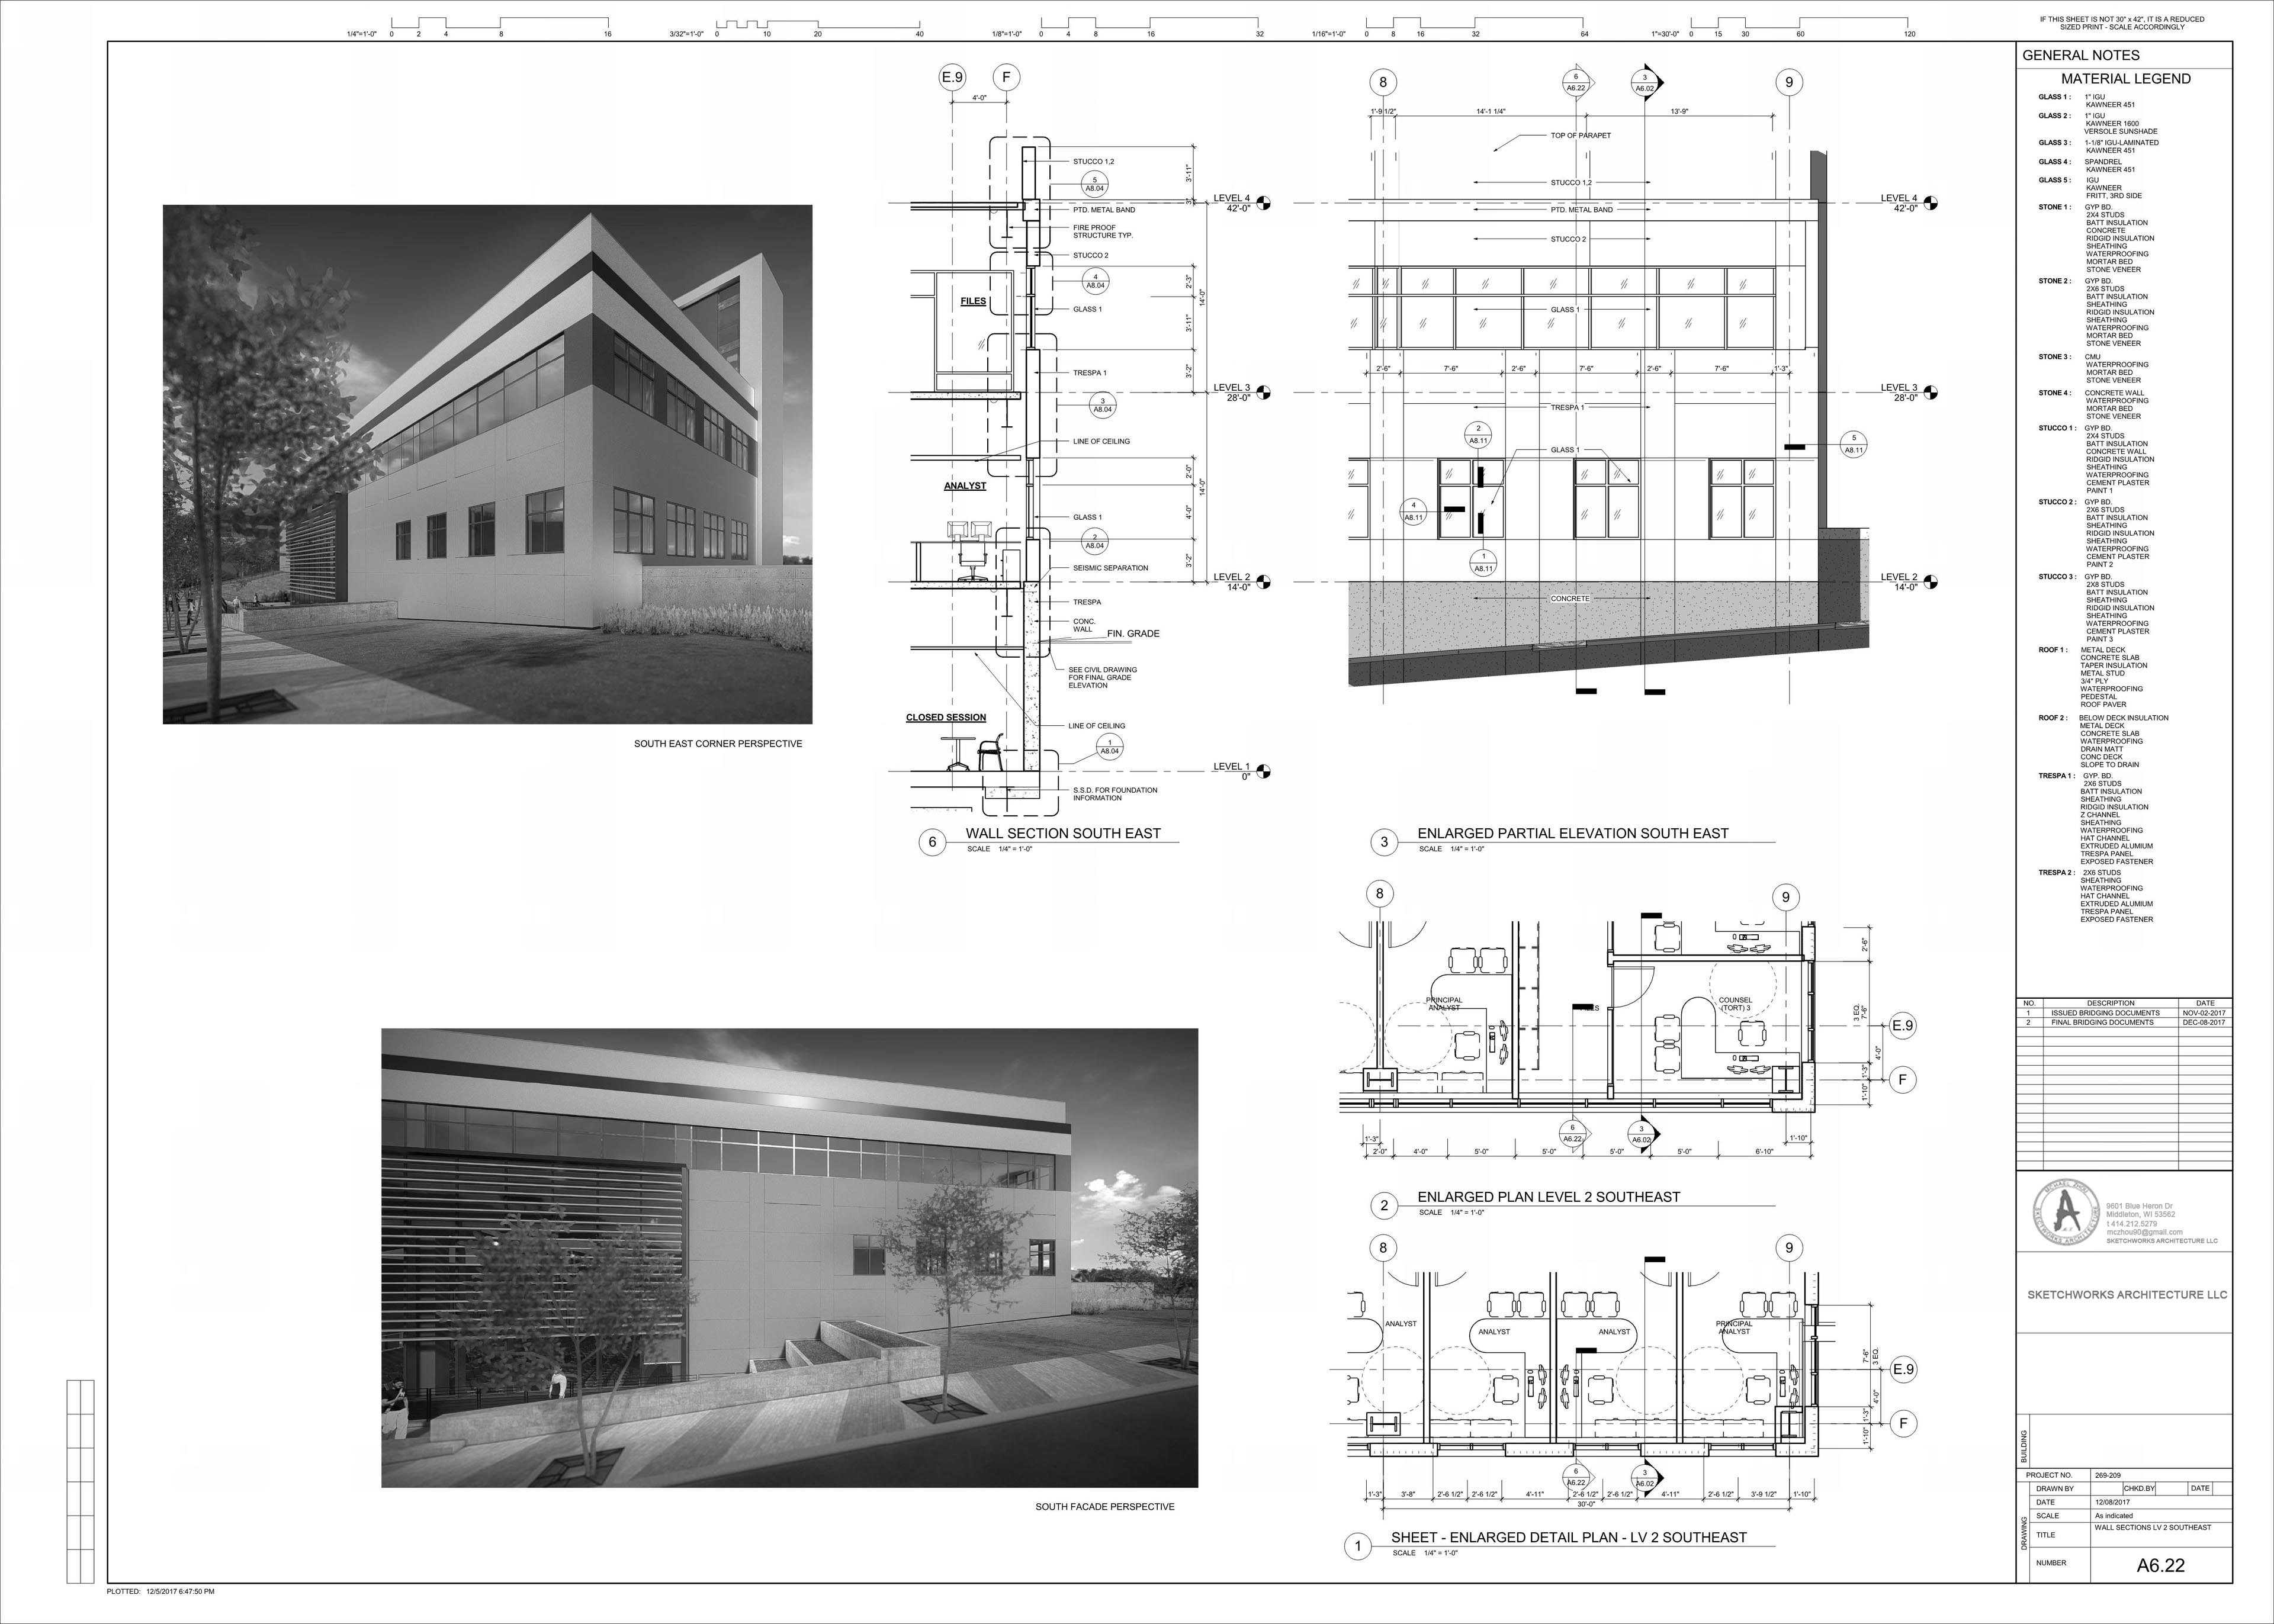 1/4"=1'-0" 0 2 4 8 16
3/32"=1'-0" 0 10 20 40
1/8"=1'-0" 0 4 8 16 32
1/16"=1'-0" 0 8 16 32 64
1"=30'-0" 0 15 30 60 120
IF THIS SHEET IS NOT 30" x 42", IT IS A REDUCED
SIZED PRINT - SCALE ACCORDINGLY
SOUTH EAST CORNER PERSPECTIVE
E.9
F
4'-0"
STUCCO 1,2
5
A8.04
PTD. METAL BAND
FIRE PROOF
STRUCTURE TYP.
STUCCO 2
4
A8.04
FILES
GLASS 1
TRESPA 1
3
A8.04
LINE OF CEILING
ANALYST
GLASS 1
2
A8.04
SEISMIC SEPARATION
TRESPA
CONC.
WALL
FIN. GRADE
SEE CIVIL DRAWING
FOR FINAL GRADE
ELEVATION
CLOSED SESSION
LINE OF CEILING
1
A8.04
S.S.D. FOR FOUNDATION
INFORMATION
3'-11"
3"
2'-3"
3'-11"
14'-0"
3'-2"
2'-0"
14'-0"
4'-0"
3'-2"
LEVEL 4
42'-0"
LEVEL 3
28'-0"
LEVEL 2
14'-0"
LEVEL 1
0"
6
WALL SECTION SOUTH EAST
SCALE 1/4" = 1'-0"
8
6
A6.22
3
A6.02
9
1'-9 1/2"
14'-1 1/4"
13'-9"
TOP OF PARAPET
STUCCO 1,2
PTD. METAL BAND
STUCCO 2
GLASS 1
2'-6"
7'-6"
2'-6"
7'-6"
2'-6"
7'-6"
1'-3"
TRESPA 1
2
A8.11
GLASS 1
5
A8.11
4
A8.11
1
A8.11
CONCRETE
LEVEL 4
42'-0"
LEVEL 3
28'-0"
LEVEL 2
14'-0"
3
ENLARGED PARTIAL ELEVATION SOUTH EAST
SCALE 1/4" = 1'-0"
8
9
PRINCIPAL
ANALYST
COUNSEL
(TORT) 3
2'-6"
3 EQ.
7'-6"
4'-0"
1'-3"
1'-10"
E.9
F
6
A6.22
3
A6.02
1'-3"
1'-10"
2'-0"
4'-0"
5'-0"
5'-0"
5'-0"
5'-0"
6'-10"
2
ENLARGED PLAN LEVEL 2 SOUTHEAST
SCALE 1/4" = 1'-0"
8
9
ANALYST
ANALYST
ANALYST
PRINCIPAL
ANALYST
7'-6"
3 EQ.
4'-0"
1'-3"
1'-10"
E.9
F
6
A6.22
3
A6.02
1'-3"
3'-8"
2'-6 1/2"
2'-6 1/2"
4'-11"
2'-6 1/2"
2'-6 1/2"
4'-11"
2'-6 1/2"
3'-9 1/2"
1'-10"
30'-0"
1
SHEET - ENLARGED DETAIL PLAN - LV 2 SOUTHEAST
SCALE 1/4" = 1'-0"
SOUTH FACADE PERSPECTIVE
PLOTTED: 12/5/2017 6:47:50 PM
GENERAL NOTES
MATERIAL LEGEND
GLASS 1 : 1" IGU
KAWNEER 451
GLASS 2 : 1" IGU
KAWNEER 1600
VERSOLE SUNSHADE
GLASS 3 : 1-1/8" IGU-LAMINATED
KAWNEER 451
GLASS 4 : SPANDREL
KAWNEER 451
GLASS 5 : IGU
KAWNEER
FRITT, 3RD SIDE
STONE 1 : GYP BD.
2X4 STUDS
BATT INSULATION
CONCRETE
RIDGID INSULATION
SHEATHING
WATERPROOFING
MORTAR BED
STONE VENEER
STONE 2 : GYP BD.
2X6 STUDS
BATT INSULATION
SHEATHING
RIDGID INSULATION
SHEATHING
WATERPROOFING
MORTAR BED
STONE VENEER
STONE 3 : CMU
WATERPROOFING
MORTAR BED
STONE VENEER
STONE 4 : CONCRETE WALL
WATERPROOFING
MORTAR BED
STONE VENEER
STUCCO 1 : GYP BD.
2X4 STUDS
BATT INSULATION
CONCRETE WALL
RIDGID INSULATION
SHEATHING
WATERPROOFING
CEMENT PLASTER
PAINT 1
STUCCO 2 : GYP BD.
2X6 STUDS
BATT INSULATION
SHEATHING
RIDGID INSULATION
SHEATHING
WATERPROOFING
CEMENT PLASTER
PAINT 2
STUCCO 3 : GYP BD.
2X8 STUDS
BATT INSULATION
SHEATHING
RIDGID INSULATION
SHEATHING
WATERPROOFING
CEMENT PLASTER
PAINT 3
ROOF 1 : METAL DECK
CONCRETE SLAB
TAPER INSULATION
METAL STUD
3/4" PLY
WATERPROOFING
PEDESTAL
ROOF PAVER
ROOF 2 : BELOW DECK INSULATION
METAL DECK
CONCRETE SLAB
WATERPROOFING
DRAIN MATT
CONC DECK
SLOPE TO DRAIN
TRESPA 1 : GYP. BD.
2X6 STUDS
BATT INSULATION
SHEATHING
RIDGID INSULATION
Z CHANNEL
SHEATHING
WATERPROOFING
HAT CHANNEL
EXTRUDED ALUMIUM
TRESPA PANEL
EXPOSED FASTENER
TRESPA 2 : 2X6 STUDS
SHEATHING
WATERPROOFING
HAT CHANNEL
EXTRUDED ALUMIUM
TRESPA PANEL
EXPOSED FASTENER
NO. DESCRIPTION DATE
1 ISSUED BRIDGING DOCUMENTS NOV-02-2017
2 FINAL BRIDGING DOCUMENTS DEC-08-2017
MICHAEL ZHOU
SKETCHWORKS ARCHITECTURE
9601 Blue Heron Dr
Middleton, WI 53562
t 414.212.5279
mczhou90@gmail.com
SKETCHWORKS ARCHITECTURE LLC
SKETCHWORKS ARCHITECTURE LLC
BUILDING
PROJECT NO. 269-209
DRAWING
DRAWN BY CHKD.BY DATE
DATE 12/08/2017
SCALE As indicated
TITLE WALL SECTIONS LV 2 SOUTHEAST
NUMBER A6.22